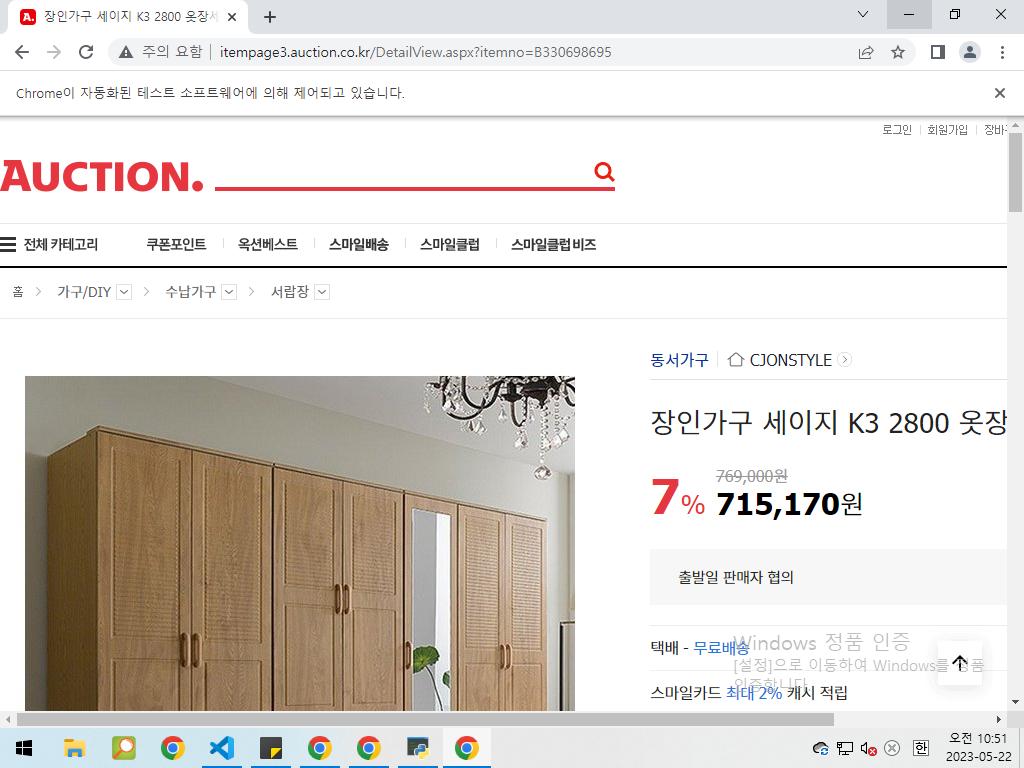 장인가구 세이지 K3 2800 옷장세
주의 요함 itempage3.auction.co.kr/DetailView.aspx?itemno=B330698695
Chrome이 자동화된 테스트 소프트웨어에 의해 제어되고 있습니다.
로그인 회원가입 장바구
AUCTION.
전체 카테고리 쿠폰포인트 옥션베스트 스마일배송 스마일클럽 스마일클럽 비즈
홈 가구/DIY 수납가구 서랍장
동서가구 CJONSTYLE
장인가구 세이지 K3 2800 옷장
769,000원
7% 715,170원
출발일 판매자 협의
택배 - 무료배송
Windows 정품 인증
[설정]으로 이동하여 Windows를 정품
인증합니다.
스마일카드 최대 2% 캐시 적립
한
오전 10:51
2023-05-22